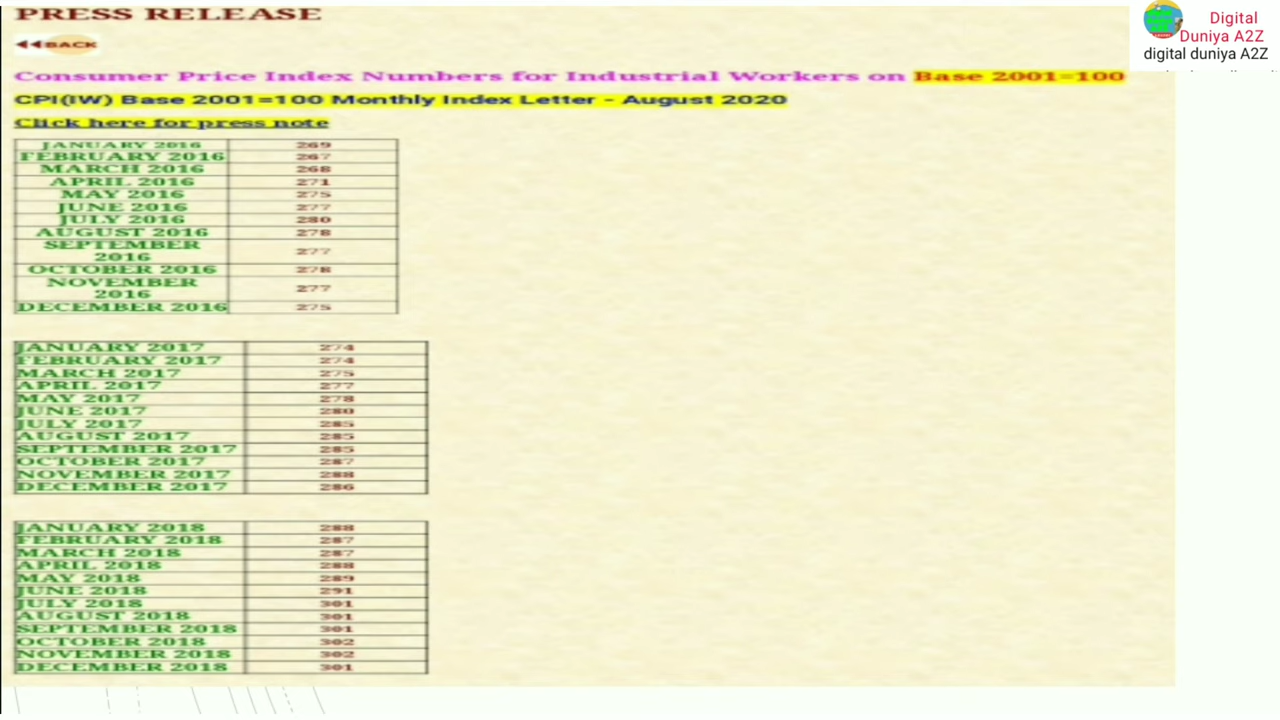 PRESS RELEASE
BACK
Consumer Price Index Numbers for Industrial Workers on Base 2001=100
CPI(IW) Base 2001=100 Monthly Index Letter - August 2020
Click here for press note
JANUARY 2016 269
FEBRUARY 2016 267
MARCH 2016 268
APRIL 2016 271
MAY 2016 275
JUNE 2016 277
JULY 2016 280
AUGUST 2016 278
SEPTEMBER
2016 277
OCTOBER 2016 278
NOVEMBER
2016 277
DECEMBER 2016 275
JANUARY 2017 274
FEBRUARY 2017 274
MARCH 2017 275
APRIL 2017 277
MAY 2017 278
JUNE 2017 280
JULY 2017 285
AUGUST 2017 285
SEPTEMBER 2017 285
OCTOBER 2017 287
NOVEMBER 2017 288
DECEMBER 2017 286
JANUARY 2018 288
FEBRUARY 2018 287
MARCH 2018 287
APRIL 2018 288
MAY 2018 289
JUNE 2018 291
JULY 2018 301
AUGUST 2018 301
SEPTEMBER 2018 301
OCTOBER 2018 302
NOVEMBER 2018 302
DECEMBER 2018 301
Digital
Duniya A2Z
digital duniya A2Z